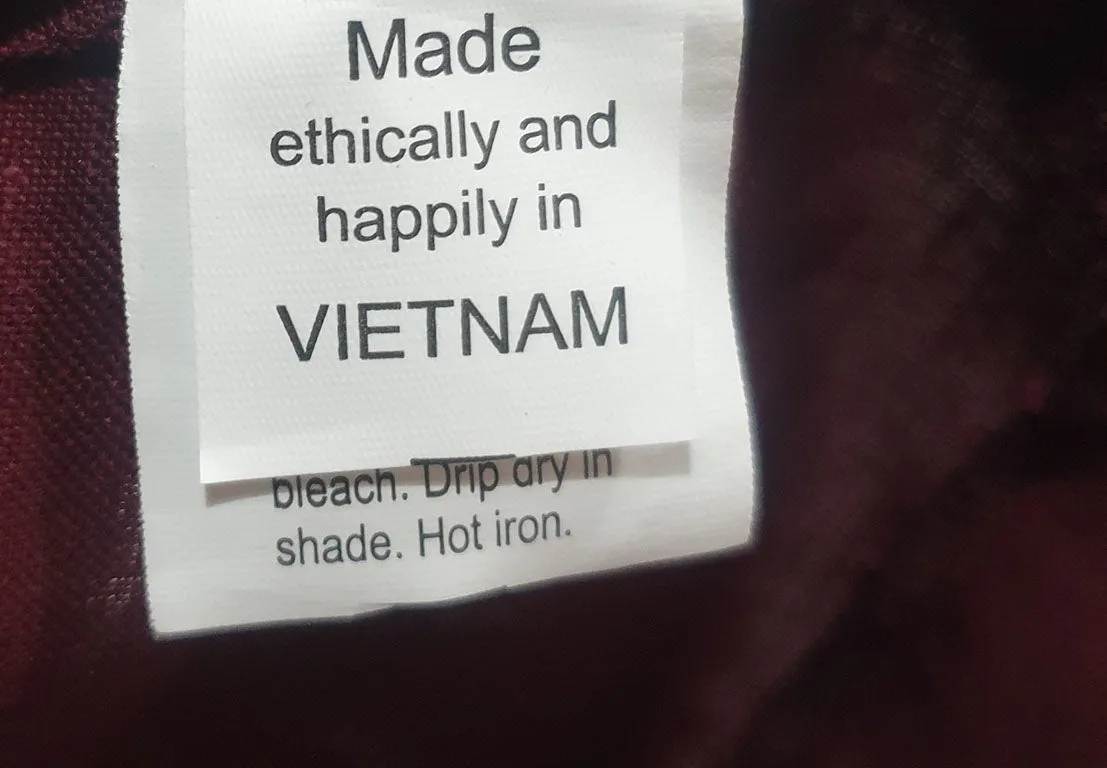 Made
ethically and
happily in
VIETNAM
bleach. Drip dry in
shade. Hot iron.